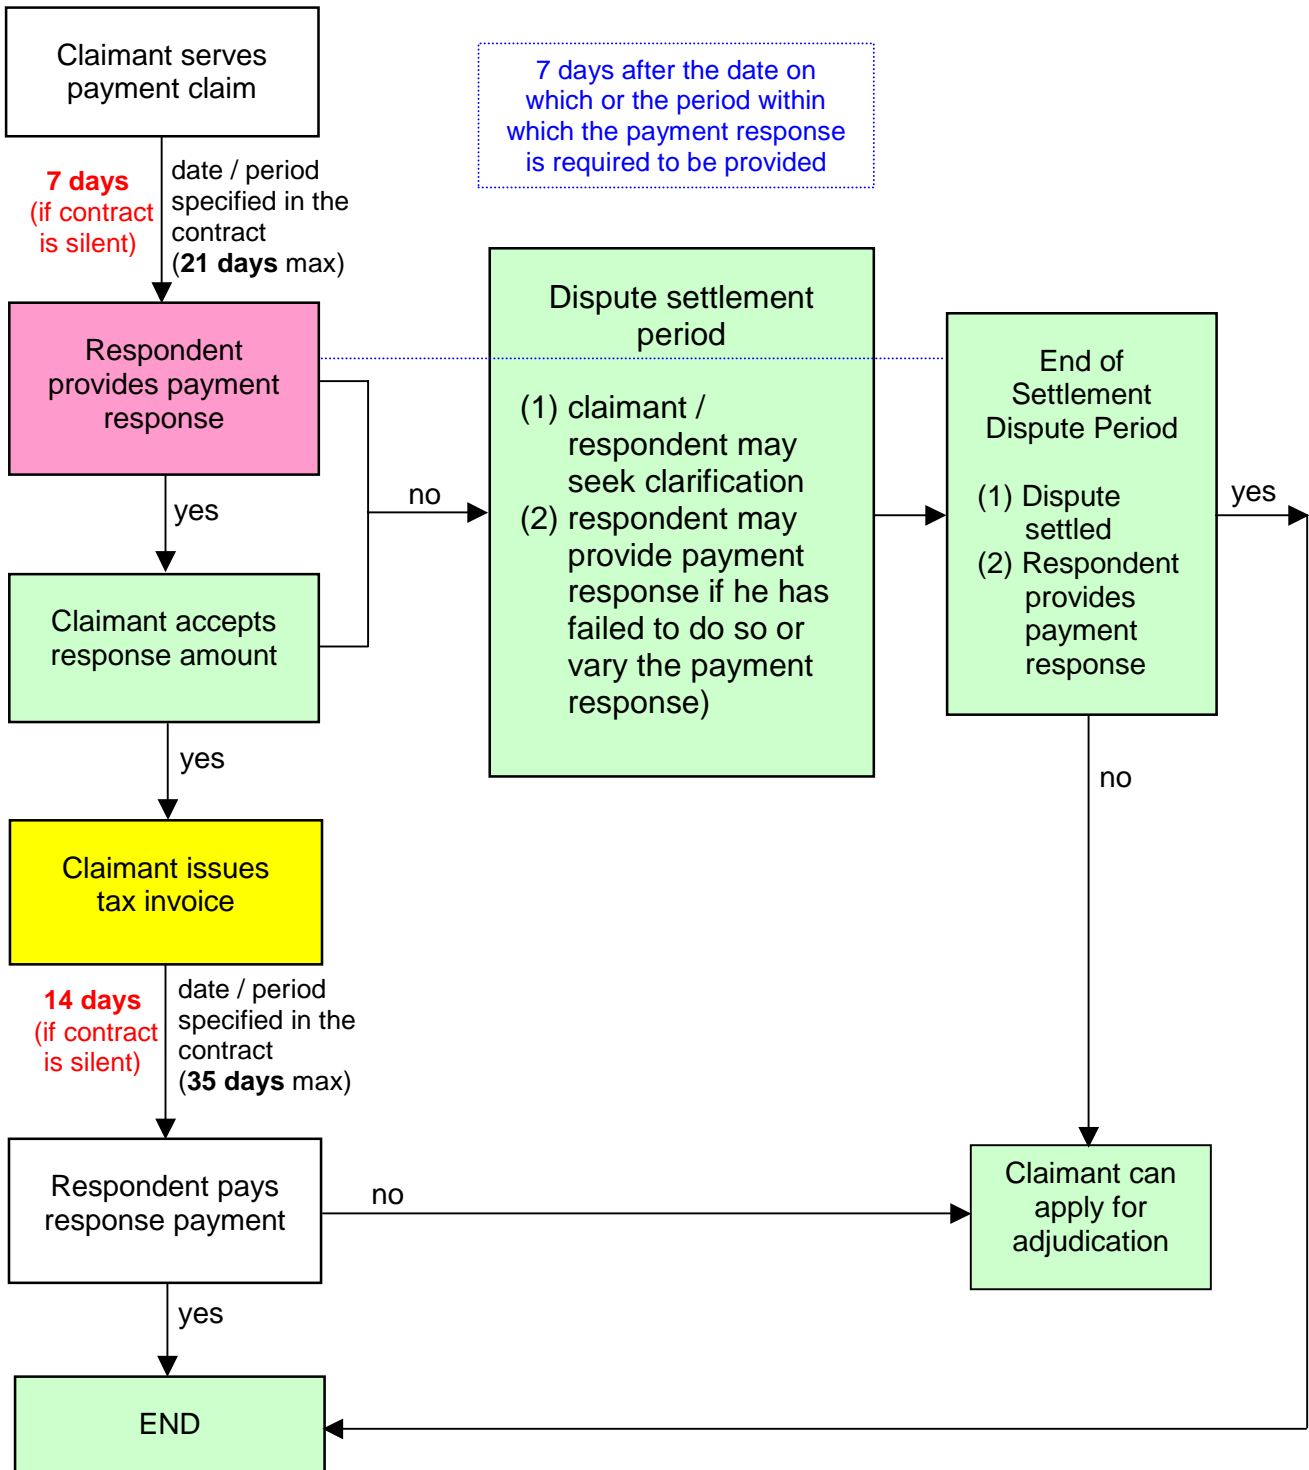 Claimant serves
payment claim
7 days after the date on
which or the period within
which the payment response
is required to be provided
7 days
(if contract
is silent)
date / period
specified in the
contract
(21 days max)
Respondent
provides payment
response
no
yes
Claimant accepts
response amount
Dispute settlement
period
(1) claimant /
respondent may
seek clarification
(2) respondent may
provide payment
response if he has
failed to do so or
vary the payment
response)
End of
Settlement
Dispute Period
(1) Dispute
settled
(2) Respondent
provides
payment
response
yes
no
yes
Claimant issues
tax invoice
14 days
(if contract
is silent)
date / period
specified in the
contract
(35 days max)
Respondent pays
response payment
no
Claimant can
apply for
adjudication
yes
END